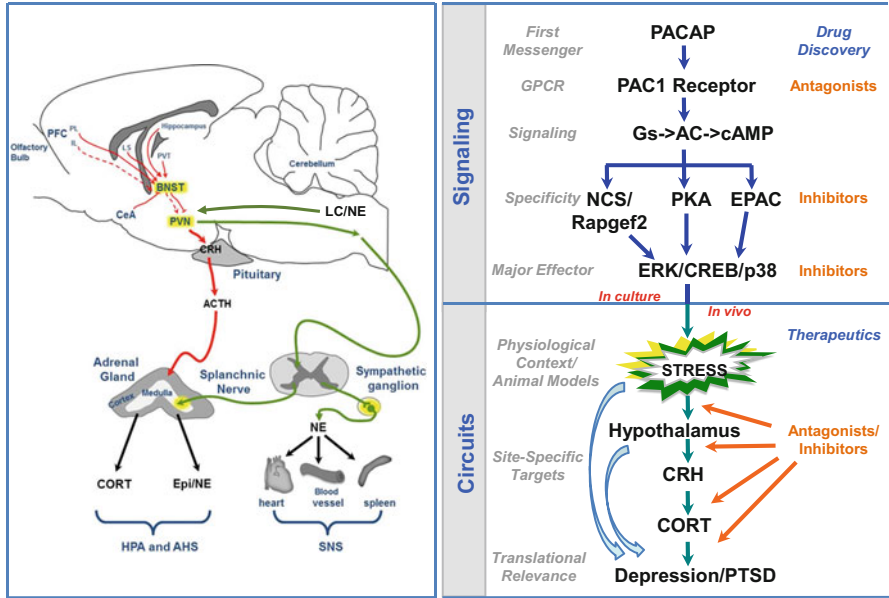 PFC
PL
IL
Hippocampus
LS
PVT
Olfactory
Bulb
BNST
Cerebellum
CeA
PVN
LC/NE
CRH
Pituitary
ACTH
Adrenal
Gland
Splanchnic
Nerve
Sympathetic
ganglion
Cortex
Medulla
NE
CORT
Epi/NE
heart
Blood
vessel
spleen
HPA and AHS
SNS
Signaling
First
Messenger
PACAP
Drug
Discovery
GPCR
PAC1 Receptor
Antagonists
Signaling
Gs->AC->cAMP
Specificity
NCS/
Rapgef2
PKA
EPAC
Inhibitors
Major Effector
ERK/CREB/p38
Inhibitors
In culture
In vivo
Circuits
Physiological
Context/
Animal Models
STRESS
Therapeutics
Hypothalamus
Antagonists/
Inhibitors
Site-Specific
Targets
CRH
CORT
Translational
Relevance
Depression/PTSD